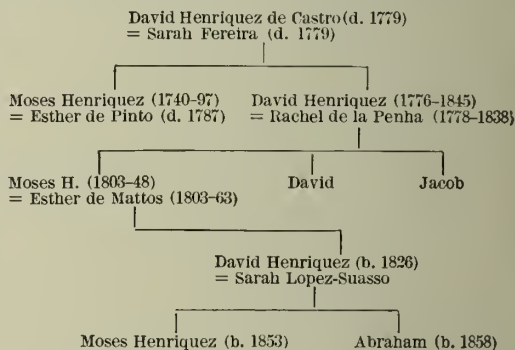 David Henriquez de Castro (d. 1779)
= Sarah Fereira (d. 1779)
Moses Henriquez (1740–97) David Henriquez (1776–1845)
= Esther de Pinto (d. 1787) = Rachel de la Penha (1778–1838)
Moses H. (1803–48) David Jacob
= Esther de Mattos (1803–63)
David Henriquez (b. 1826)
= Sarah Lopez-Suasso
Moses Henriquez (b. 1853) Abraham (b. 1858)